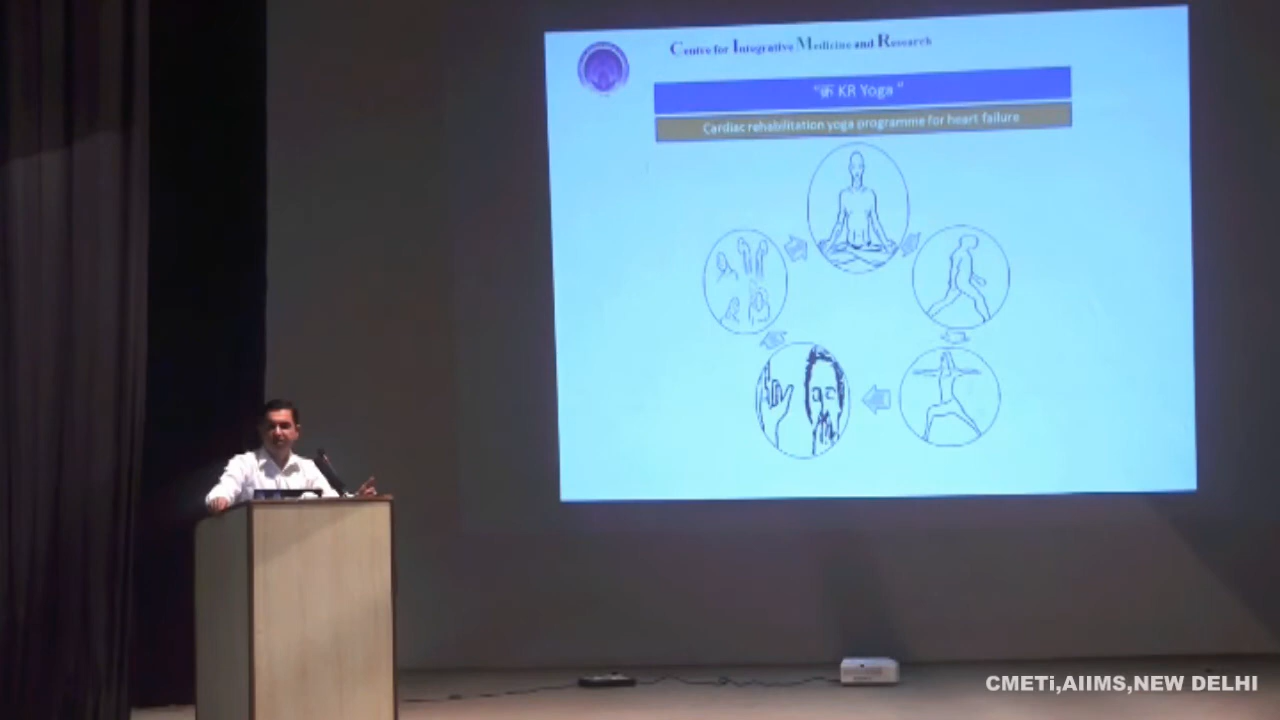 Centre for Integrative Medicine and Research
"क्र KR Yoga"
Cardiac rehabilitation yoga programme for heart failure
CMETi,AIIMS,NEW DELHI